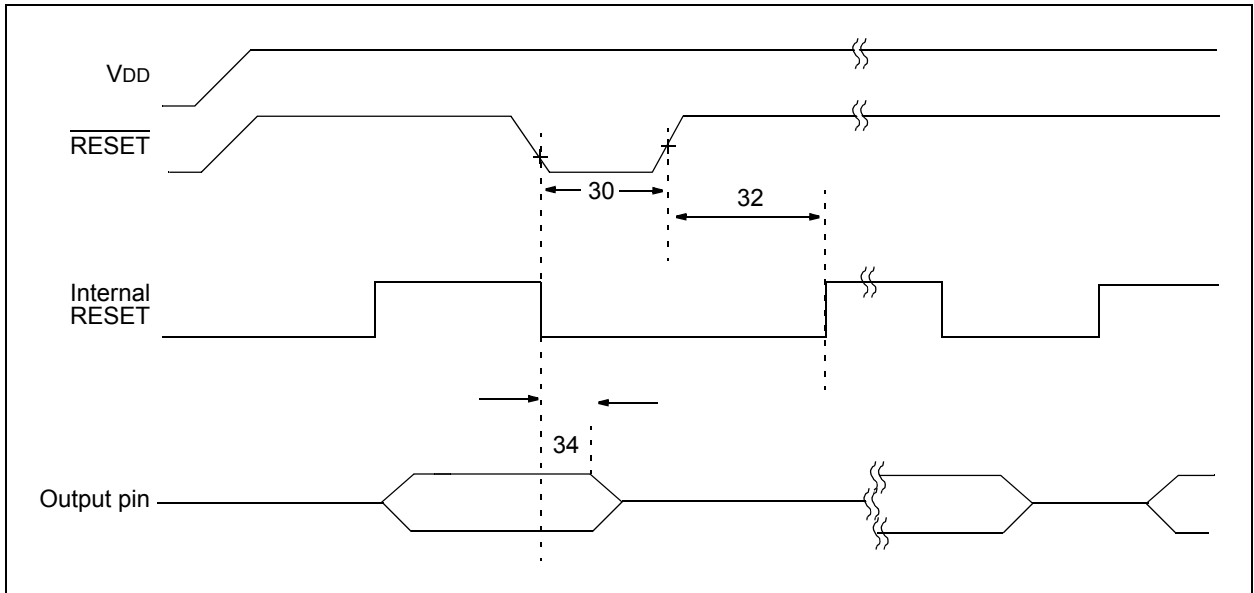 VDD
RESET
30
32
Internal
RESET
34
Output pin